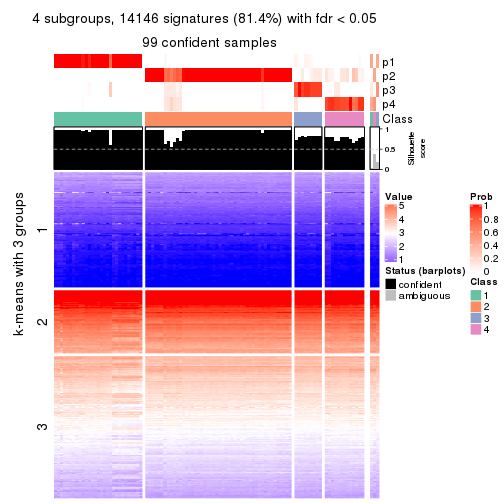 4 subgroups, 14146 signatures (81.4%) with fdr < 0.05
99 confident samples
p1
p2
p3
p4
Class
1
0.5
0
Silhouette
score
k-means with 3 groups
1
2
3
Value
5
4
3
2
1
Status (barplots)
confident
ambiguous
Prob
1
0.8
0.6
0.4
0.2
0
Class
1
2
3
4